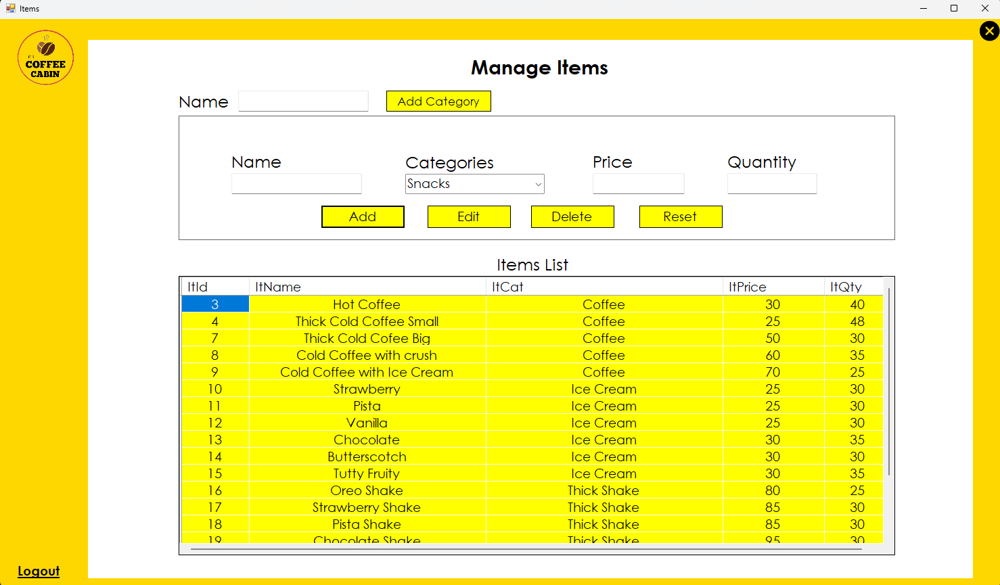 Items
IT'S
COFFEE
CABIN
Manage Items
Name Add Category
Name Categories Price Quantity
Snacks
Add Edit Delete Reset
Items List
ItId ItName ItCat ItPrice ItQty
3 Hot Coffee Coffee 30 40
4 Thick Cold Coffee Small Coffee 25 48
7 Thick Cold Cofee Big Coffee 50 30
8 Cold Coffee with crush Coffee 60 35
9 Cold Coffee with Ice Cream Coffee 70 25
10 Strawberry Ice Cream 25 30
11 Pista Ice Cream 25 30
12 Vanilla Ice Cream 25 30
13 Chocolate Ice Cream 30 35
14 Butterscotch Ice Cream 30 30
15 Tutty Fruity Ice Cream 30 35
16 Oreo Shake Thick Shake 80 25
17 Strawberry Shake Thick Shake 85 30
18 Pista Shake Thick Shake 85 30
19 Chocolate Shake Thick Shake 95 30
Logout